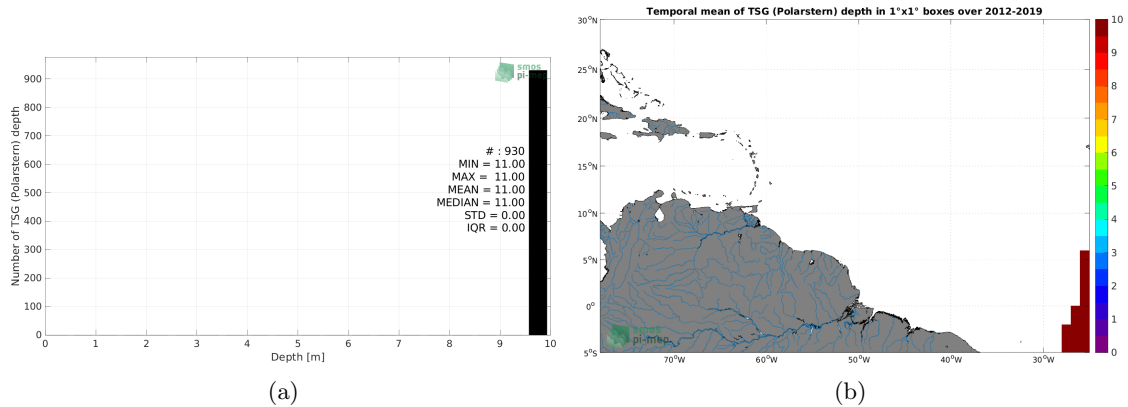 smos
pi-mep
900
800
700
600
500
400
300
200
100
0
Number of TSG (Polarstern) depth
# : 930
MIN = 11.00
MAX = 11.00
MEAN = 11.00
MEDIAN = 11.00
STD = 0.00
IQR = 0.00
0 1 2 3 4 5 6 7 8 9 10
Depth [m]
(a)
Temporal mean of TSG (Polarstern) depth in 1°x1° boxes over 2012-2019
30°N
25°N
20°N
15°N
10°N
5°N
0°
5°S
70°W 60°W 50°W 40°W 30°W
smos
pi-mep
10
9
8
7
6
5
4
3
2
1
0
(b)